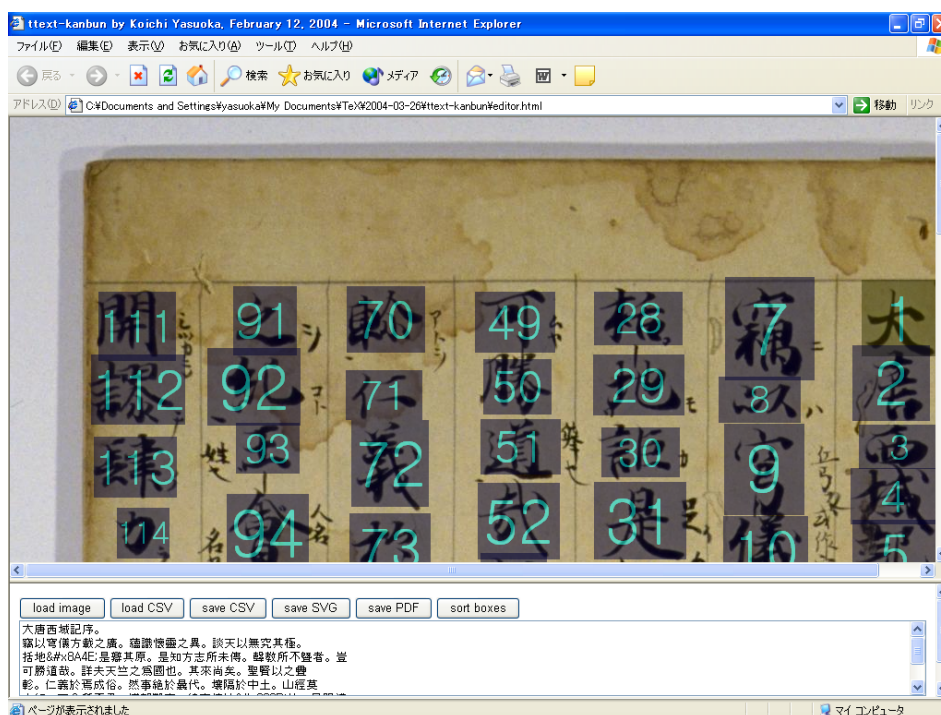 ttext-kanbun by Koichi Yasuoka, February 12, 2004 - Microsoft Internet Explorer
ファイル(F) 編集(E) 表示(V) お気に入り(A) ツール(T) ヘルプ(H)
戻る 検索 お気に入り メディア
アドレス(D) C:¥Documents and Settings¥yasuoka¥My Documents¥TeX¥2004-03-26¥ttext-kanbun¥editor.html 移動 リンク
111 91 70 49 28 7 1
112 92 71 50 29 8 2
113 93 72 51 30 9 3
114 94 73 52 31 10 4
5
load image load CSV save CSV save SVG save PDF sort boxes
大唐西域記序。
竊以穹儀方載之廣。蘊識懷靈之異。談天以無究其極。
括地&#x8A4E;是辯其原。是知方志所未傳。聲敎所不曁者。豈
可勝道哉。詳夫天竺之爲國也。其來尚矣。聖賢以之疊
彰。仁義於焉成俗。然事絶於曩代。壤隔於中土。山經莫
ページが表示されました マイ コンピュータ